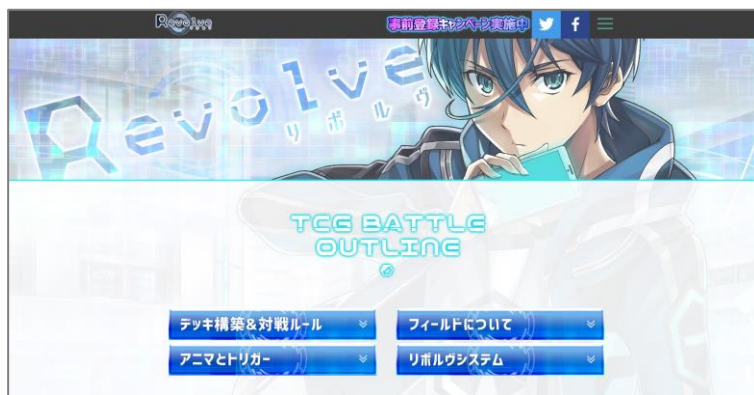 Revolve
事前登録キャンペーン実施中
Revolve
リボルヴ
TCG BATTLE
OUTLINE
デッキ構築&対戦ルール
フィールドについて
アニマとトリガー
リボルヴシステム